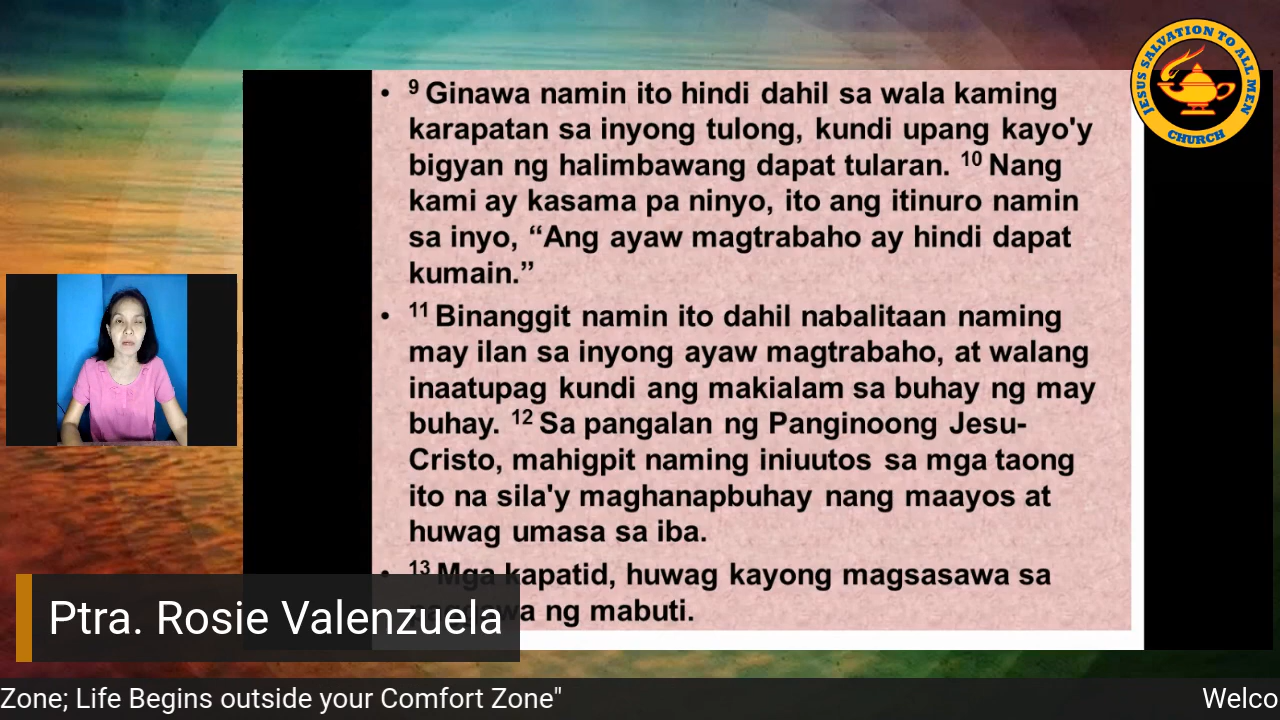 JESUS SALVATION TO ALL MEN
CHURCH
• 9 Ginawa namin ito hindi dahil sa wala kaming
karapatan sa inyong tulong, kundi upang kayo'y
bigyan ng halimbawang dapat tularan. 10 Nang
kami ay kasama pa ninyo, ito ang itinuro namin
sa inyo, “Ang ayaw magtrabaho ay hindi dapat
kumain.”
• 11 Binanggit namin ito dahil nabalitaan naming
may ilan sa inyong ayaw magtrabaho, at walang
inaatupag kundi ang makialam sa buhay ng may
buhay. 12 Sa pangalan ng Panginoong Jesu-
Cristo, mahigpit naming iniuutos sa mga taong
ito na sila'y maghanapbuhay nang maayos at
huwag umasa sa iba.
• 13 Mga kapatid, huwag kayong magsasawa sa
ng mabuti.
Ptra. Rosie Valenzuela
Zone; Life Begins outside your Comfort Zone" Welco